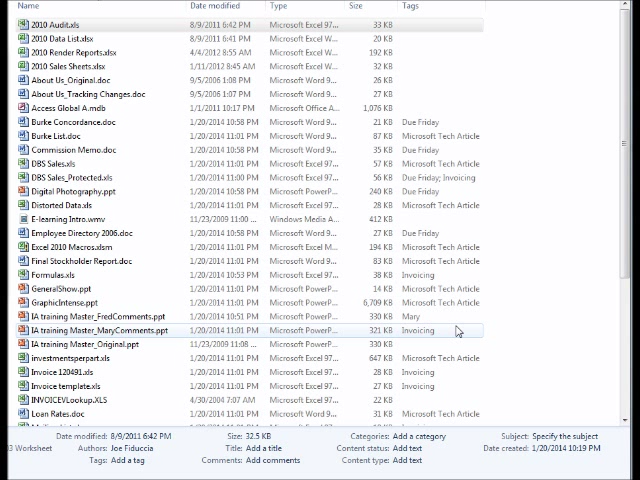 Name Date modified Type Size Tags
2010 Audit.xls 8/9/2011 6:42 PM Microsoft Excel 97... 33 KB
2010 Data List.xlsx 8/9/2011 6:41 PM Microsoft Excel W... 20 KB
2010 Render Reports.xlsx 4/4/2012 8:55 AM Microsoft Excel W... 192 KB
2010 Sales Sheets.xlsx 1/11/2012 8:45 AM Microsoft Excel W... 32 KB
About Us_Original.doc 9/5/2006 1:08 PM Microsoft Word 9... 27 KB
About Us_Tracking Changes.doc 9/5/2006 1:07 PM Microsoft Word 9... 27 KB
Access Global A.mdb 1/1/2011 10:17 PM Microsoft Office A... 1,076 KB
Burke Concordance.doc 1/20/2014 10:58 PM Microsoft Word 9... 21 KB Due Friday
Burke List.doc 1/20/2014 11:01 PM Microsoft Word 9... 87 KB Microsoft Tech Article
Commission Memo.doc 1/20/2014 10:58 PM Microsoft Word 9... 35 KB Due Friday
DBS Sales.xls 1/20/2014 11:01 PM Microsoft Excel 97... 57 KB Microsoft Tech Article
DBS Sales_Protected.xls 1/20/2014 11:00 PM Microsoft Excel 97... 56 KB Due Friday; Invoicing
Digital Photography.ppt 1/20/2014 10:58 PM Microsoft PowerP... 240 KB Due Friday
Distorted Data.xls 1/20/2014 11:01 PM Microsoft Excel 97... 28 KB Microsoft Tech Article
E-learning Intro.wmv 11/23/2009 11:00 ... Windows Media A... 412 KB
Employee Directory 2006.doc 1/20/2014 10:58 PM Microsoft Word 9... 27 KB Due Friday
Excel 2010 Macros.xlsm 1/20/2014 11:01 PM Microsoft Excel M... 194 KB Microsoft Tech Article
Final Stockholder Report.doc 1/20/2014 11:01 PM Microsoft Word 9... 83 KB Microsoft Tech Article
Formulas.xls 1/20/2014 10:53 PM Microsoft Excel 97... 38 KB Invoicing
GeneralShow.ppt 1/20/2014 11:01 PM Microsoft PowerP... 14 KB Microsoft Tech Article
GraphicIntense.ppt 1/20/2014 11:01 PM Microsoft PowerP... 6,709 KB Microsoft Tech Article
IA training Master_FredComments.ppt 1/20/2014 10:51 PM Microsoft PowerP... 330 KB Mary
IA training Master_MaryComments.ppt 1/20/2014 11:01 PM Microsoft PowerP... 321 KB Invoicing
IA training Master_Original.ppt 11/23/2009 11:08 ... Microsoft PowerP... 330 KB
investmentsperpart.xls 1/20/2014 11:01 PM Microsoft Excel 97... 647 KB Microsoft Tech Article
Invoice 120491.xls 1/20/2014 11:01 PM Microsoft Excel 97... 28 KB Invoicing
Invoice template.xls 1/20/2014 11:01 PM Microsoft Excel 97... 27 KB Invoicing
INVOICEVLookup.XLS 4/30/2004 7:07 AM Microsoft Excel 97... 22 KB
Loan Rates.doc 1/20/2014 11:01 PM Microsoft Word 9... 31 KB Microsoft Tech Article
Date modified: 8/9/2011 6:42 PM Size: 32.5 KB Categories: Add a category Subject: Specify the subject
03 Worksheet Authors: Joe Fiduccia Title: Add a title Content status: Add text Date created: 1/20/2014 10:19 PM
Tags: Add a tag Comments: Add comments Content type: Add text